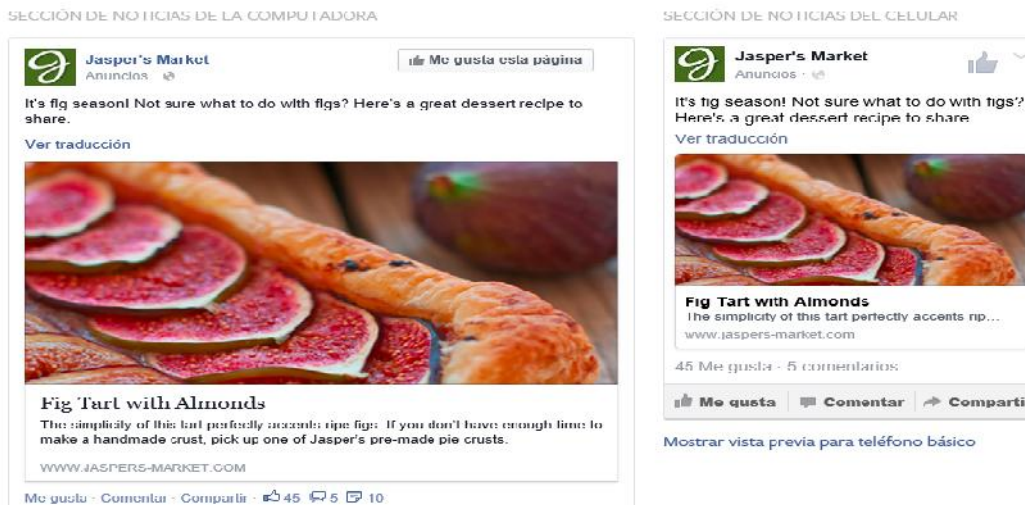 SECCIÓN DE NOTICIAS DE LA COMPUTADORA
Jasper's Market
Anuncios
Me gusta esta página
It's fig season! Not sure what to do with figs? Here's a great dessert recipe to
share.
Ver traducción
Fig Tart with Almonds
The simplicity of this tart perfectly accents ripe figs. If you don't have enough time to
make a handmade crust, pick up one of Jasper's pre-made pie crusts.
WWW.JASPERS-MARKET.COM
Me gusta · Comentar · Compartir · 45 5 10
SECCIÓN DE NOTICIAS DEL CELULAR
Jasper's Market
Anuncios ·
It's fig season! Not sure what to do with figs?
Here's a great dessert recipe to share
Ver traducción
Fig Tart with Almonds
The simplicity of this tart perfectly accents rip...
www.jaspers-market.com
45 Me gusta · 5 comentarios
Me gusta Comentar Comparti
Mostrar vista previa para teléfono básico